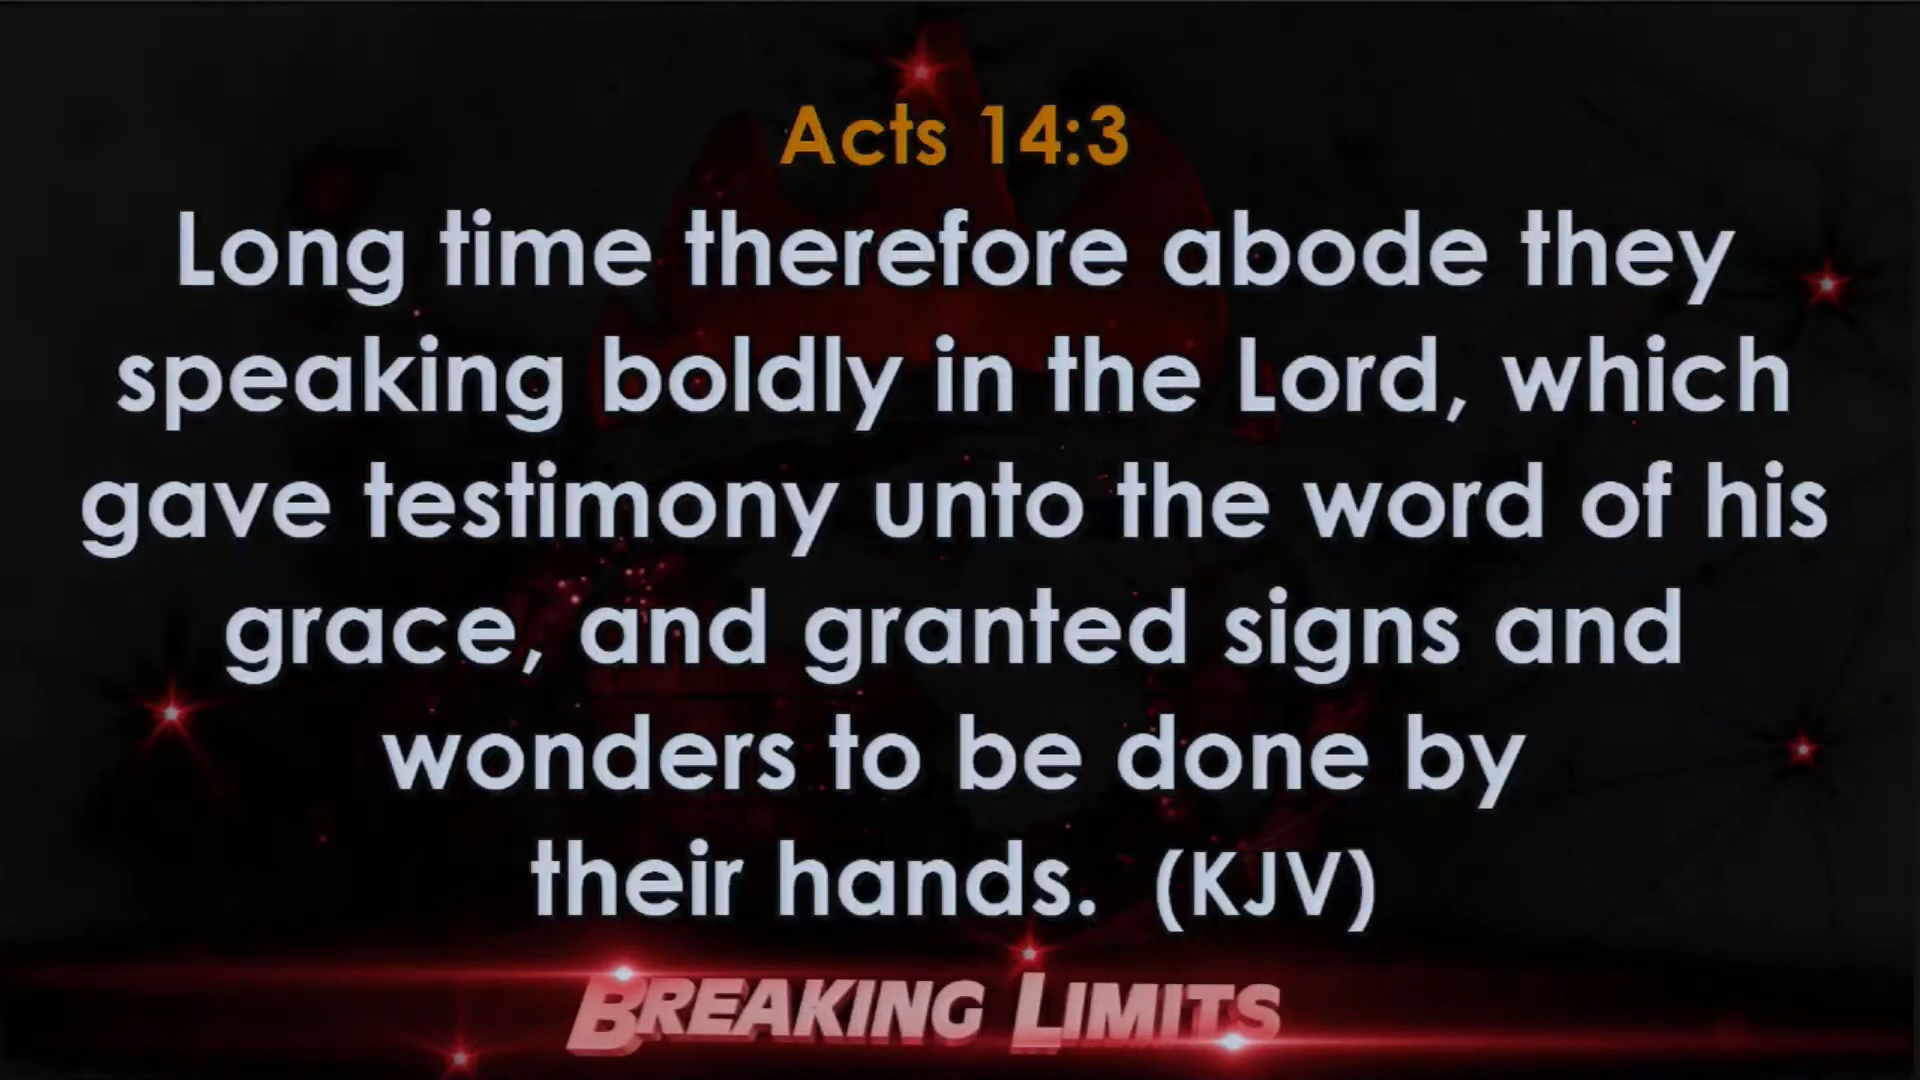 Acts 14:3
Long time therefore abode they
speaking boldly in the Lord, which
gave testimony unto the word of his
grace, and granted signs and
wonders to be done by
their hands. (KJV)
BREAKING LIMITS